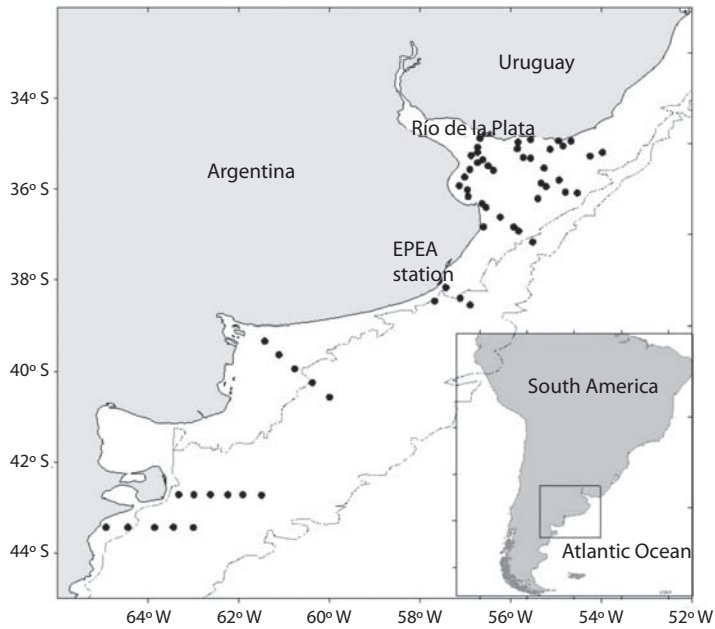 Uruguay
34º S
Río de la Plata
Argentina
36º S
EPEA
station
38º S
40º S
South America
42º S
Atlantic Ocean
44º S
64º W
62º W
60º W
58º W
56º W
54º W
52º W